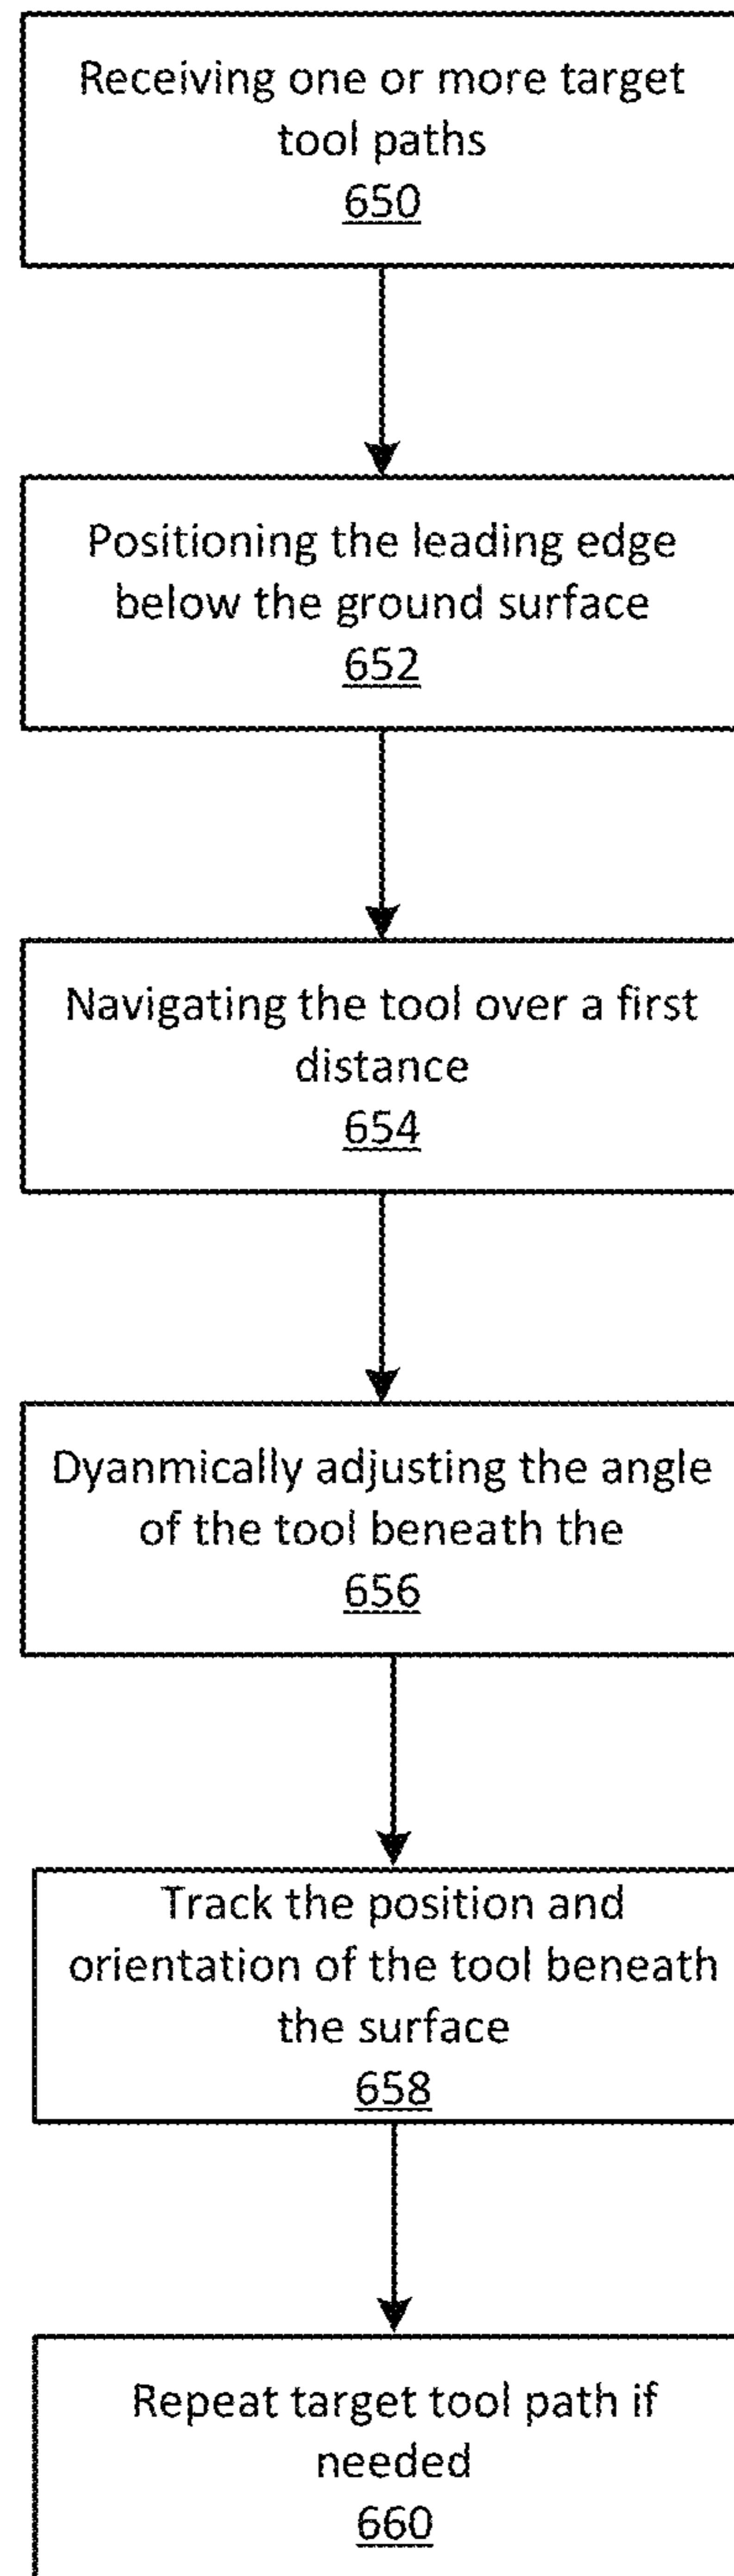 Receiving one or more target
tool paths
650
Positioning the leading edge
below the ground surface
652
Navigating the tool over a first
distance
654
Dyanmically adjusting the angle
of the tool beneath the
656
Track the position and
orientation of the tool beneath
the surface
658
Repeat target tool path if
needed
660